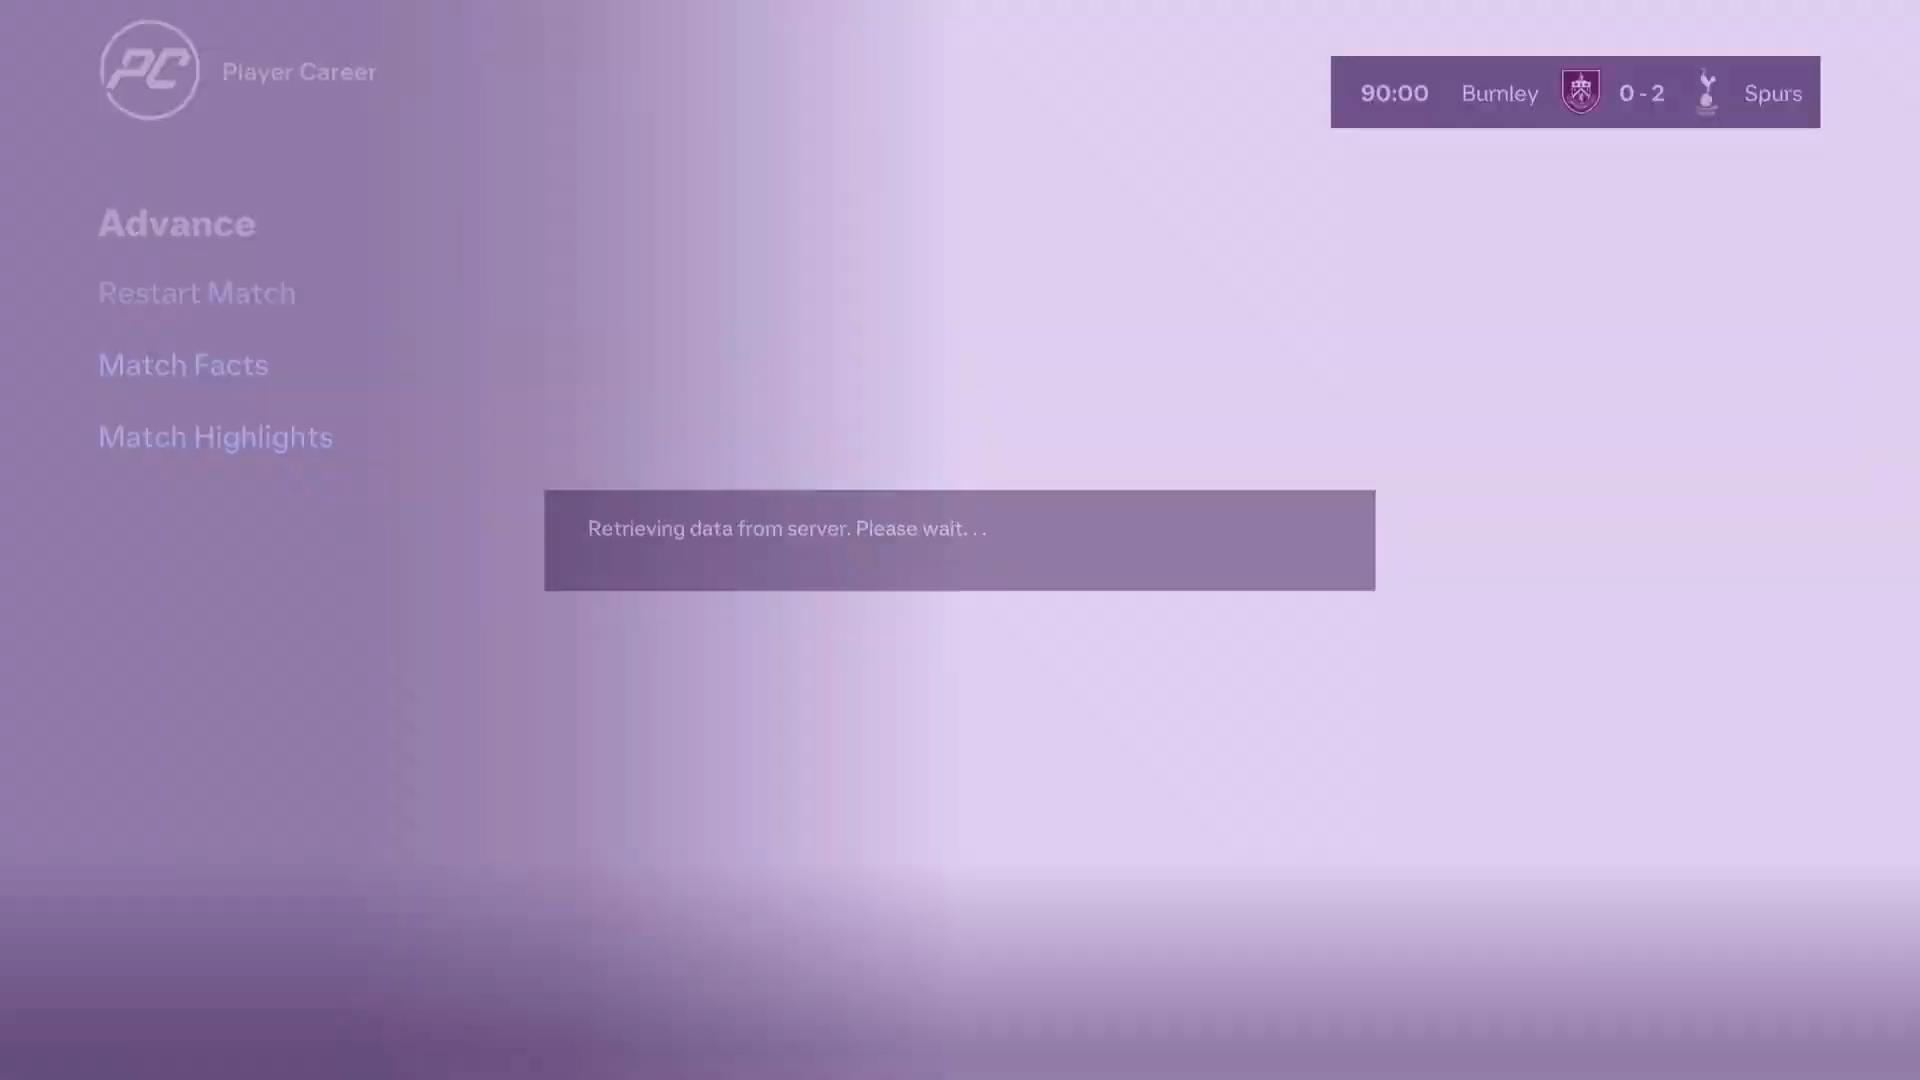 PC Player Career
90:00 Burnley 0 - 2 Spurs
Advance
Restart Match
Match Facts
Match Highlights
Retrieving data from server. Please wait. . .